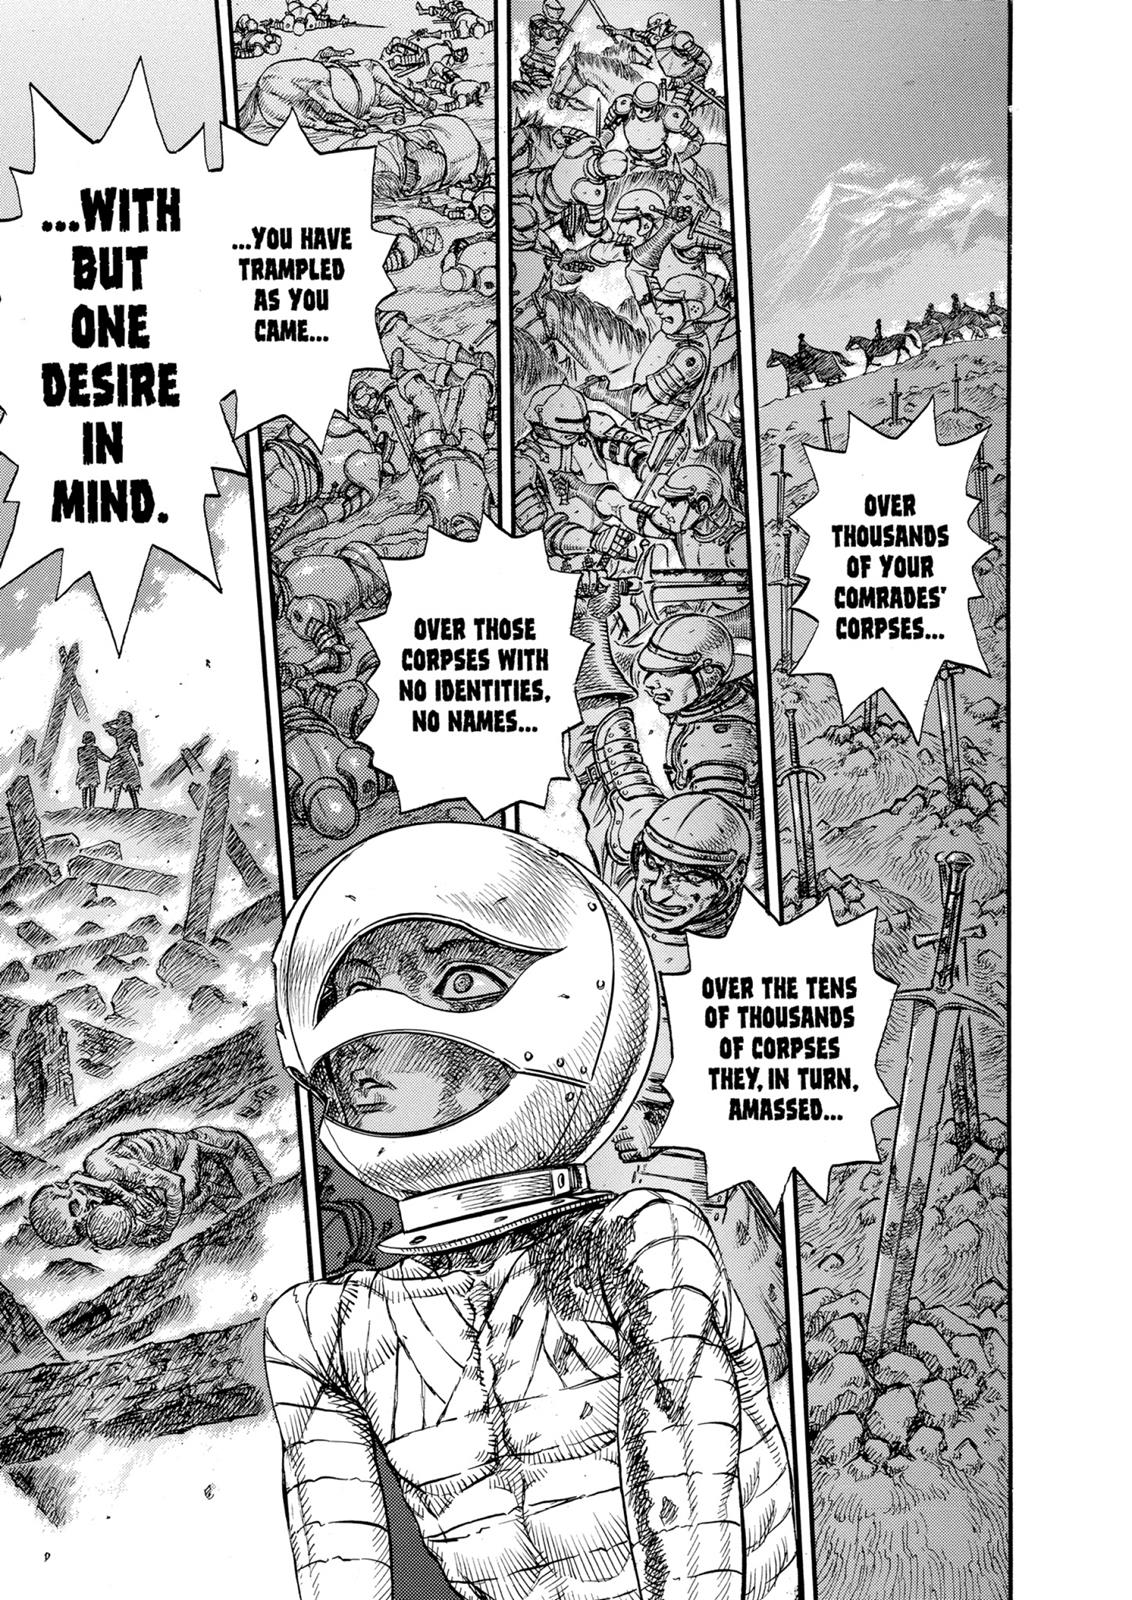 OVER
THOUSANDS
OF YOUR
COMRADES'
CORPSES...
OVER THE TENS
OF THOUSANDS
OF CORPSES
THEY, IN TURN,
AMASSED...
OVER THOSE
CORPSES WITH
NO IDENTITIES,
NO NAMES...
...YOU HAVE
TRAMPLED
AS YOU
CAME...
...WITH
BUT
ONE
DESIRE
IN
MIND.